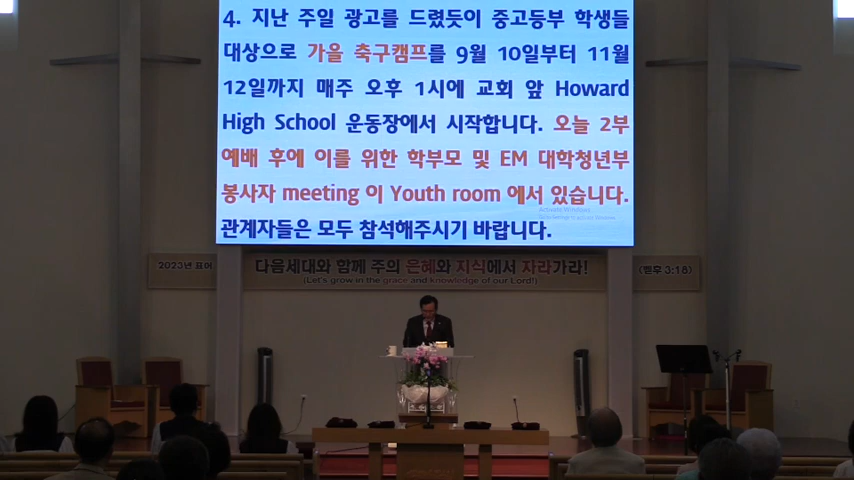 4. 지난 주일 광고를 드렸듯이 중고등부 학생들
대상으로 가을 축구캠프를 9월 10일부터 11월
12일까지 매주 오후 1시에 교회 앞 Howard
High School 운동장에서 시작합니다. 오늘 2부
예배 후에 이를 위한 학부모 및 EM 대학청년부
봉사자 meeting 이 Youth room 에서 있습니다.
관계자들은 모두 참석해주시기 바랍니다.
Activate Windows
2023년 표어
다음세대와 함께 주의 은혜와 지식에서 자라가라!
(벧후 3:18)
(Let's grow in the grace and knowledge of our Lord!)